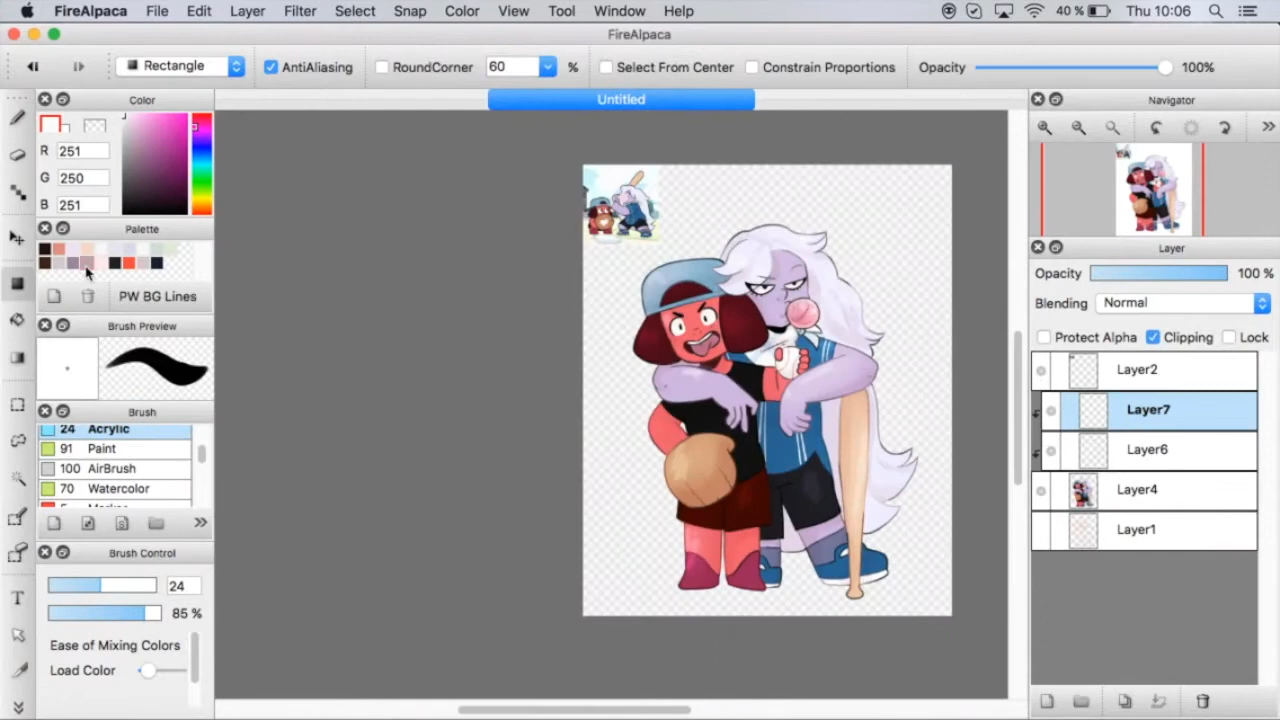 FireAlpaca File Edit Layer Filter Select Snap Color View Tool Window Help 40 % Thu 10:06
FireAlpaca
Rectangle AntiAliasing RoundCorner 60 % Select From Center Constrain Proportions Opacity 100%
Untitled
Color
R 251
G 250
B 251
Palette
PW BG Lines
Brush Preview
Brush
24 Acrylic
91 Paint
100 AirBrush
70 Watercolor
Brush Control
24
85 %
Ease of Mixing Colors
Load Color
T
Navigator
Layer
Opacity 100 %
Blending Normal
Protect Alpha Clipping Lock
Layer2
Layer7
Layer6
Layer4
Layer1